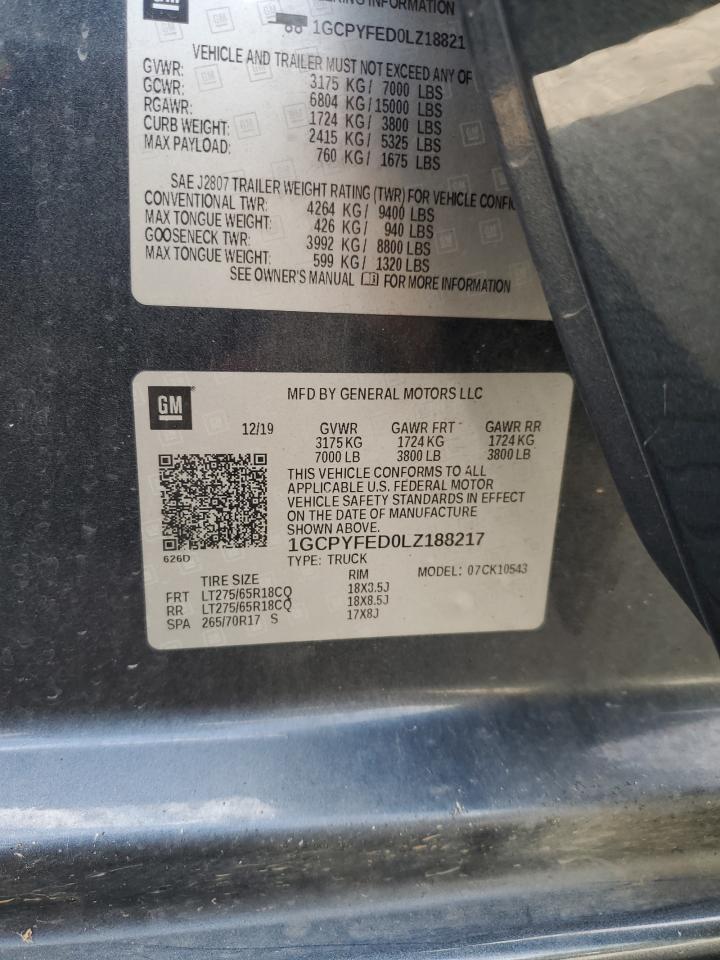 GM
ERING INFORMATION
1GCPYFED0LZ18821
VEHICLE AND TRAILER MUST NOT EXCEED ANY OF
GVWR: 3175 KG/ 7000 LBS
GCWR: 6804 KG/15000 LBS
RGAWR: 1724 KG/ 3800 LBS
CURB WEIGHT: 2415 KG/ 5325 LBS
MAX PAYLOAD: 760 KG/ 1675 LBS
SAE J2807 TRAILER WEIGHT RATING (TWR) FOR VEHICLE CONFIG
CONVENTIONAL TWR: 4264 KG/ 9400 LBS
MAX TONGUE WEIGHT: 426 KG/ 940 LBS
GOOSENECK TWR: 3992 KG/ 8800 LBS
MAX TONGUE WEIGHT: 599 KG/ 1320 LBS
SEE OWNER'S MANUAL FOR MORE INFORMATION
GM
MFD BY GENERAL MOTORS LLC
12/19 GVWR GAWR FRT GAWR RR
3175 KG 1724 KG 1724 KG
7000 LB 3800 LB 3800 LB
THIS VEHICLE CONFORMS TO ALL
APPLICABLE U.S. FEDERAL MOTOR
VEHICLE SAFETY STANDARDS IN EFFECT
ON THE DATE OF MANUFACTURE
SHOWN ABOVE.
1GCPYFED0LZ188217
626D
TYPE: TRUCK
MODEL: 07CK10543
TIRE SIZE RIM
FRT LT275/65R18CQ 18X8.5J
RR LT275/65R18CQ 18X8.5J
SPA 265/70R17 S 17X8J